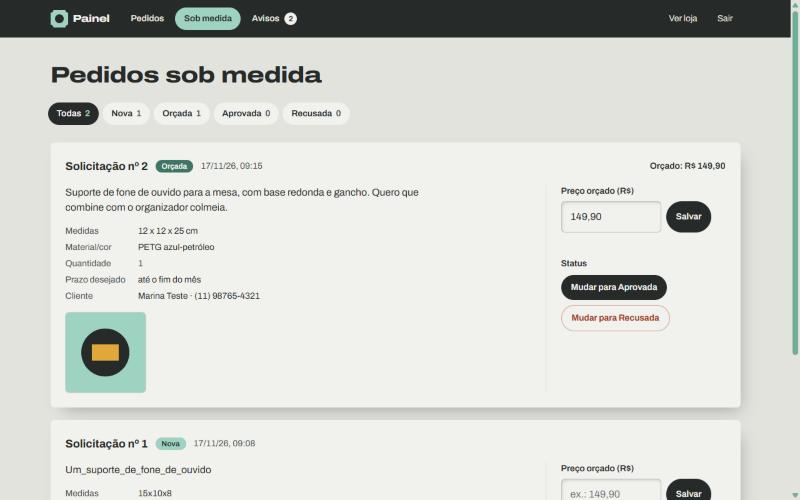 Painel
Pedidos
Sob medida
Avisos 2
Ver loja
Sair
Pedidos sob medida
Todas 2
Nova 1
Orçada 1
Aprovada 0
Recusada 0
Solicitação nº 2 Orçada 17/11/26, 09:15
Orçado: R$ 149,90
Suporte de fone de ouvido para a mesa, com base redonda e gancho. Quero que
combine com o organizador colmeia.
Medidas 12 x 12 x 25 cm
Material/cor PETG azul-petróleo
Quantidade 1
Prazo desejado até o fim do mês
Cliente Marina Teste · (11) 98765-4321
Preço orçado (R$)
149,90 Salvar
Status
Mudar para Aprovada
Mudar para Recusada
Solicitação nº 1 Nova 17/11/26, 09:08
Um_suporte_de_fone_de_ouvido
Medidas 15x10x8
Preço orçado (R$)
ex.: 149,90 Salvar